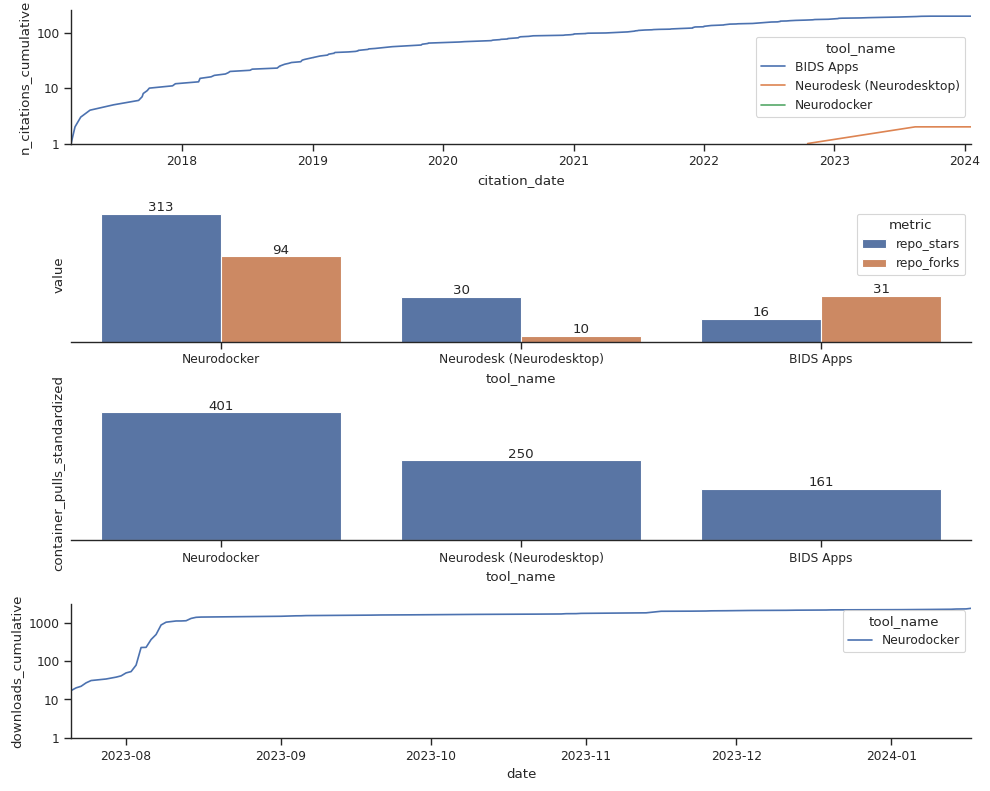 n_citations_cumulative
100
10
1
tool_name
BIDS Apps
Neurodesk (Neurodesktop)
Neurodocker
2018 2019 2020 2021 2022 2023 2024
citation_date
value
313 94 30 10 16 31
metric
repo_stars
repo_forks
Neurodocker Neurodesk (Neurodesktop) BIDS Apps
tool_name
container_pulls_standardized
401 250 161
Neurodocker Neurodesk (Neurodesktop) BIDS Apps
tool_name
downloads_cumulative
1000
100
10
1
tool_name
Neurodocker
2023-08 2023-09 2023-10 2023-11 2023-12 2024-01
date